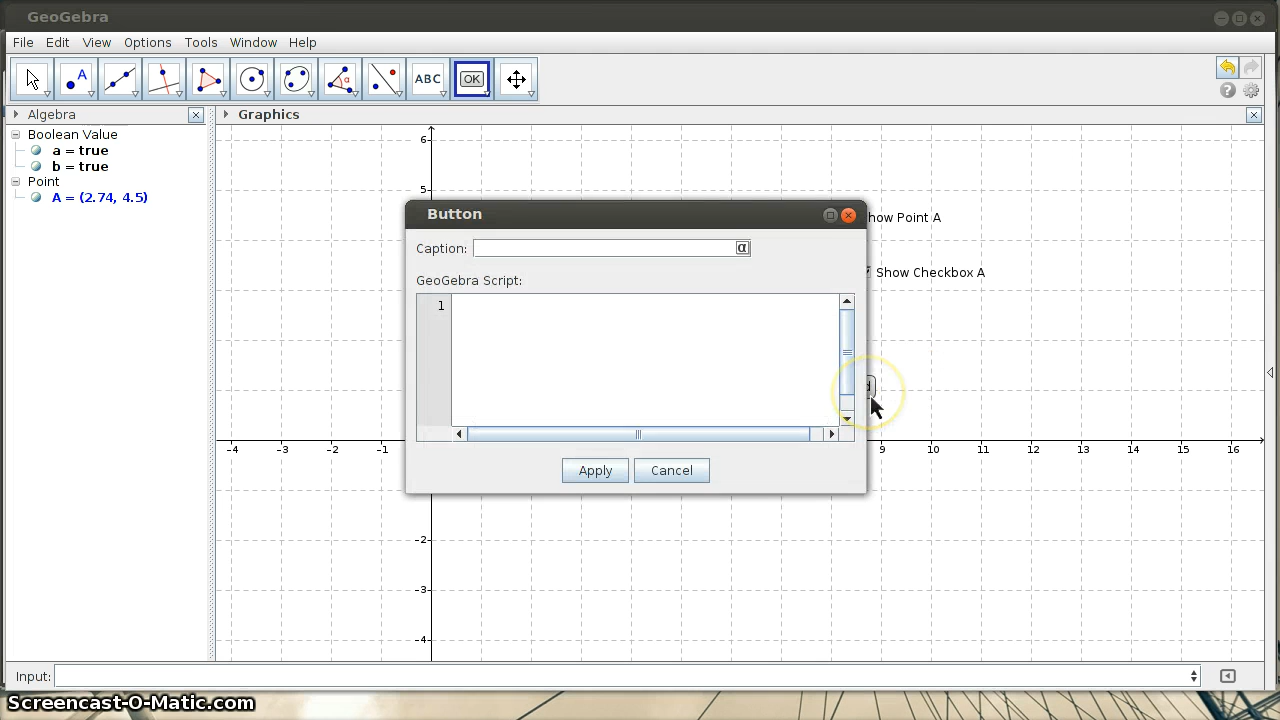 GeoGebra
File Edit View Options Tools Window Help
A ABC OK
Algebra
Graphics
Boolean Value
a = true
b = true
Point
A = (2.74, 4.5)
6
5
Button
how Point A
Caption: α
Show Checkbox A
GeoGebra Script:
1
-4 -3 -2 -1 9 10 11 12 13 14 15 16
Apply Cancel
-2
-3
-4
Input:
Screencast-O-Matic.com